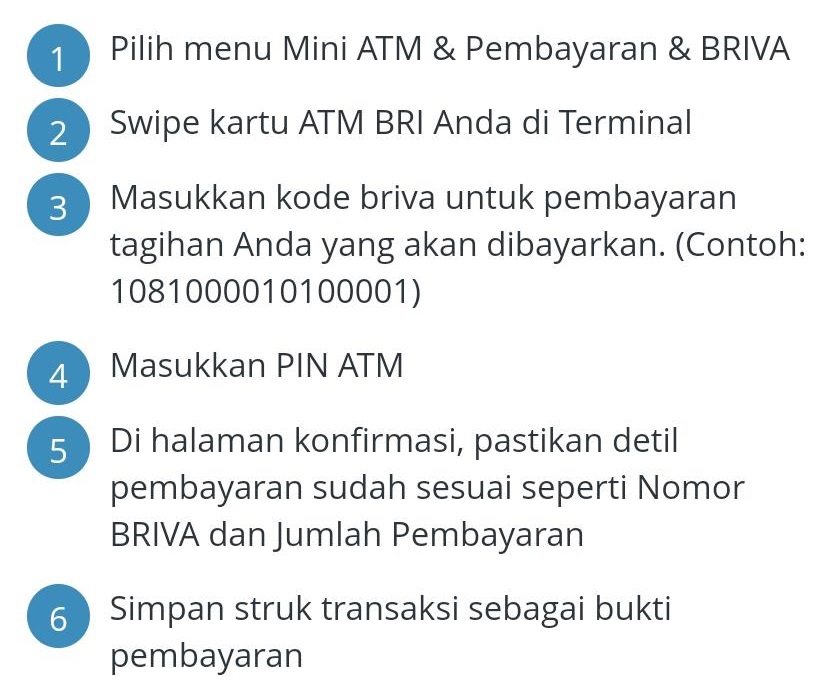 1 Pilih menu Mini ATM & Pembayaran & BRIVA
2 Swipe kartu ATM BRI Anda di Terminal
3 Masukkan kode briva untuk pembayaran
tagihan Anda yang akan dibayarkan. (Contoh:
1081000010100001)
4 Masukkan PIN ATM
5 Di halaman konfirmasi, pastikan detil
pembayaran sudah sesuai seperti Nomor
BRIVA dan Jumlah Pembayaran
6 Simpan struk transaksi sebagai bukti
pembayaran